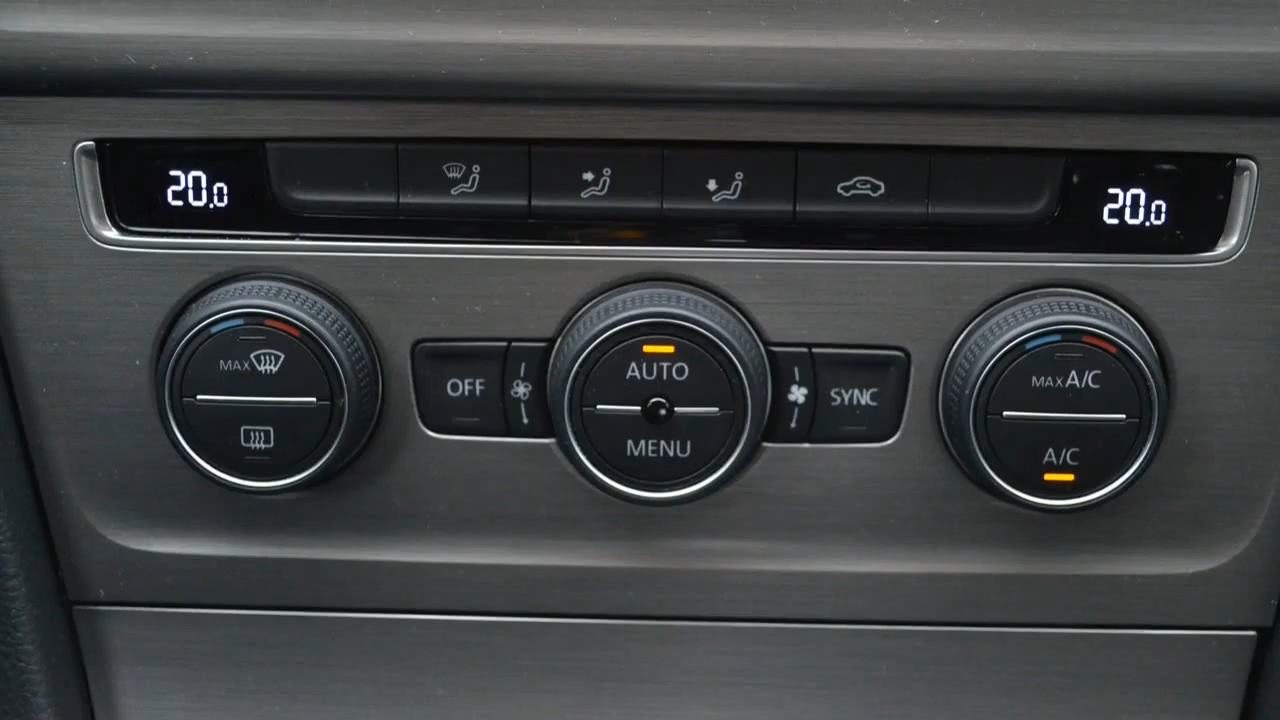 20.0
20.0
MAX
OFF
AUTO
MENU
SYNC
MAX A/C
A/C